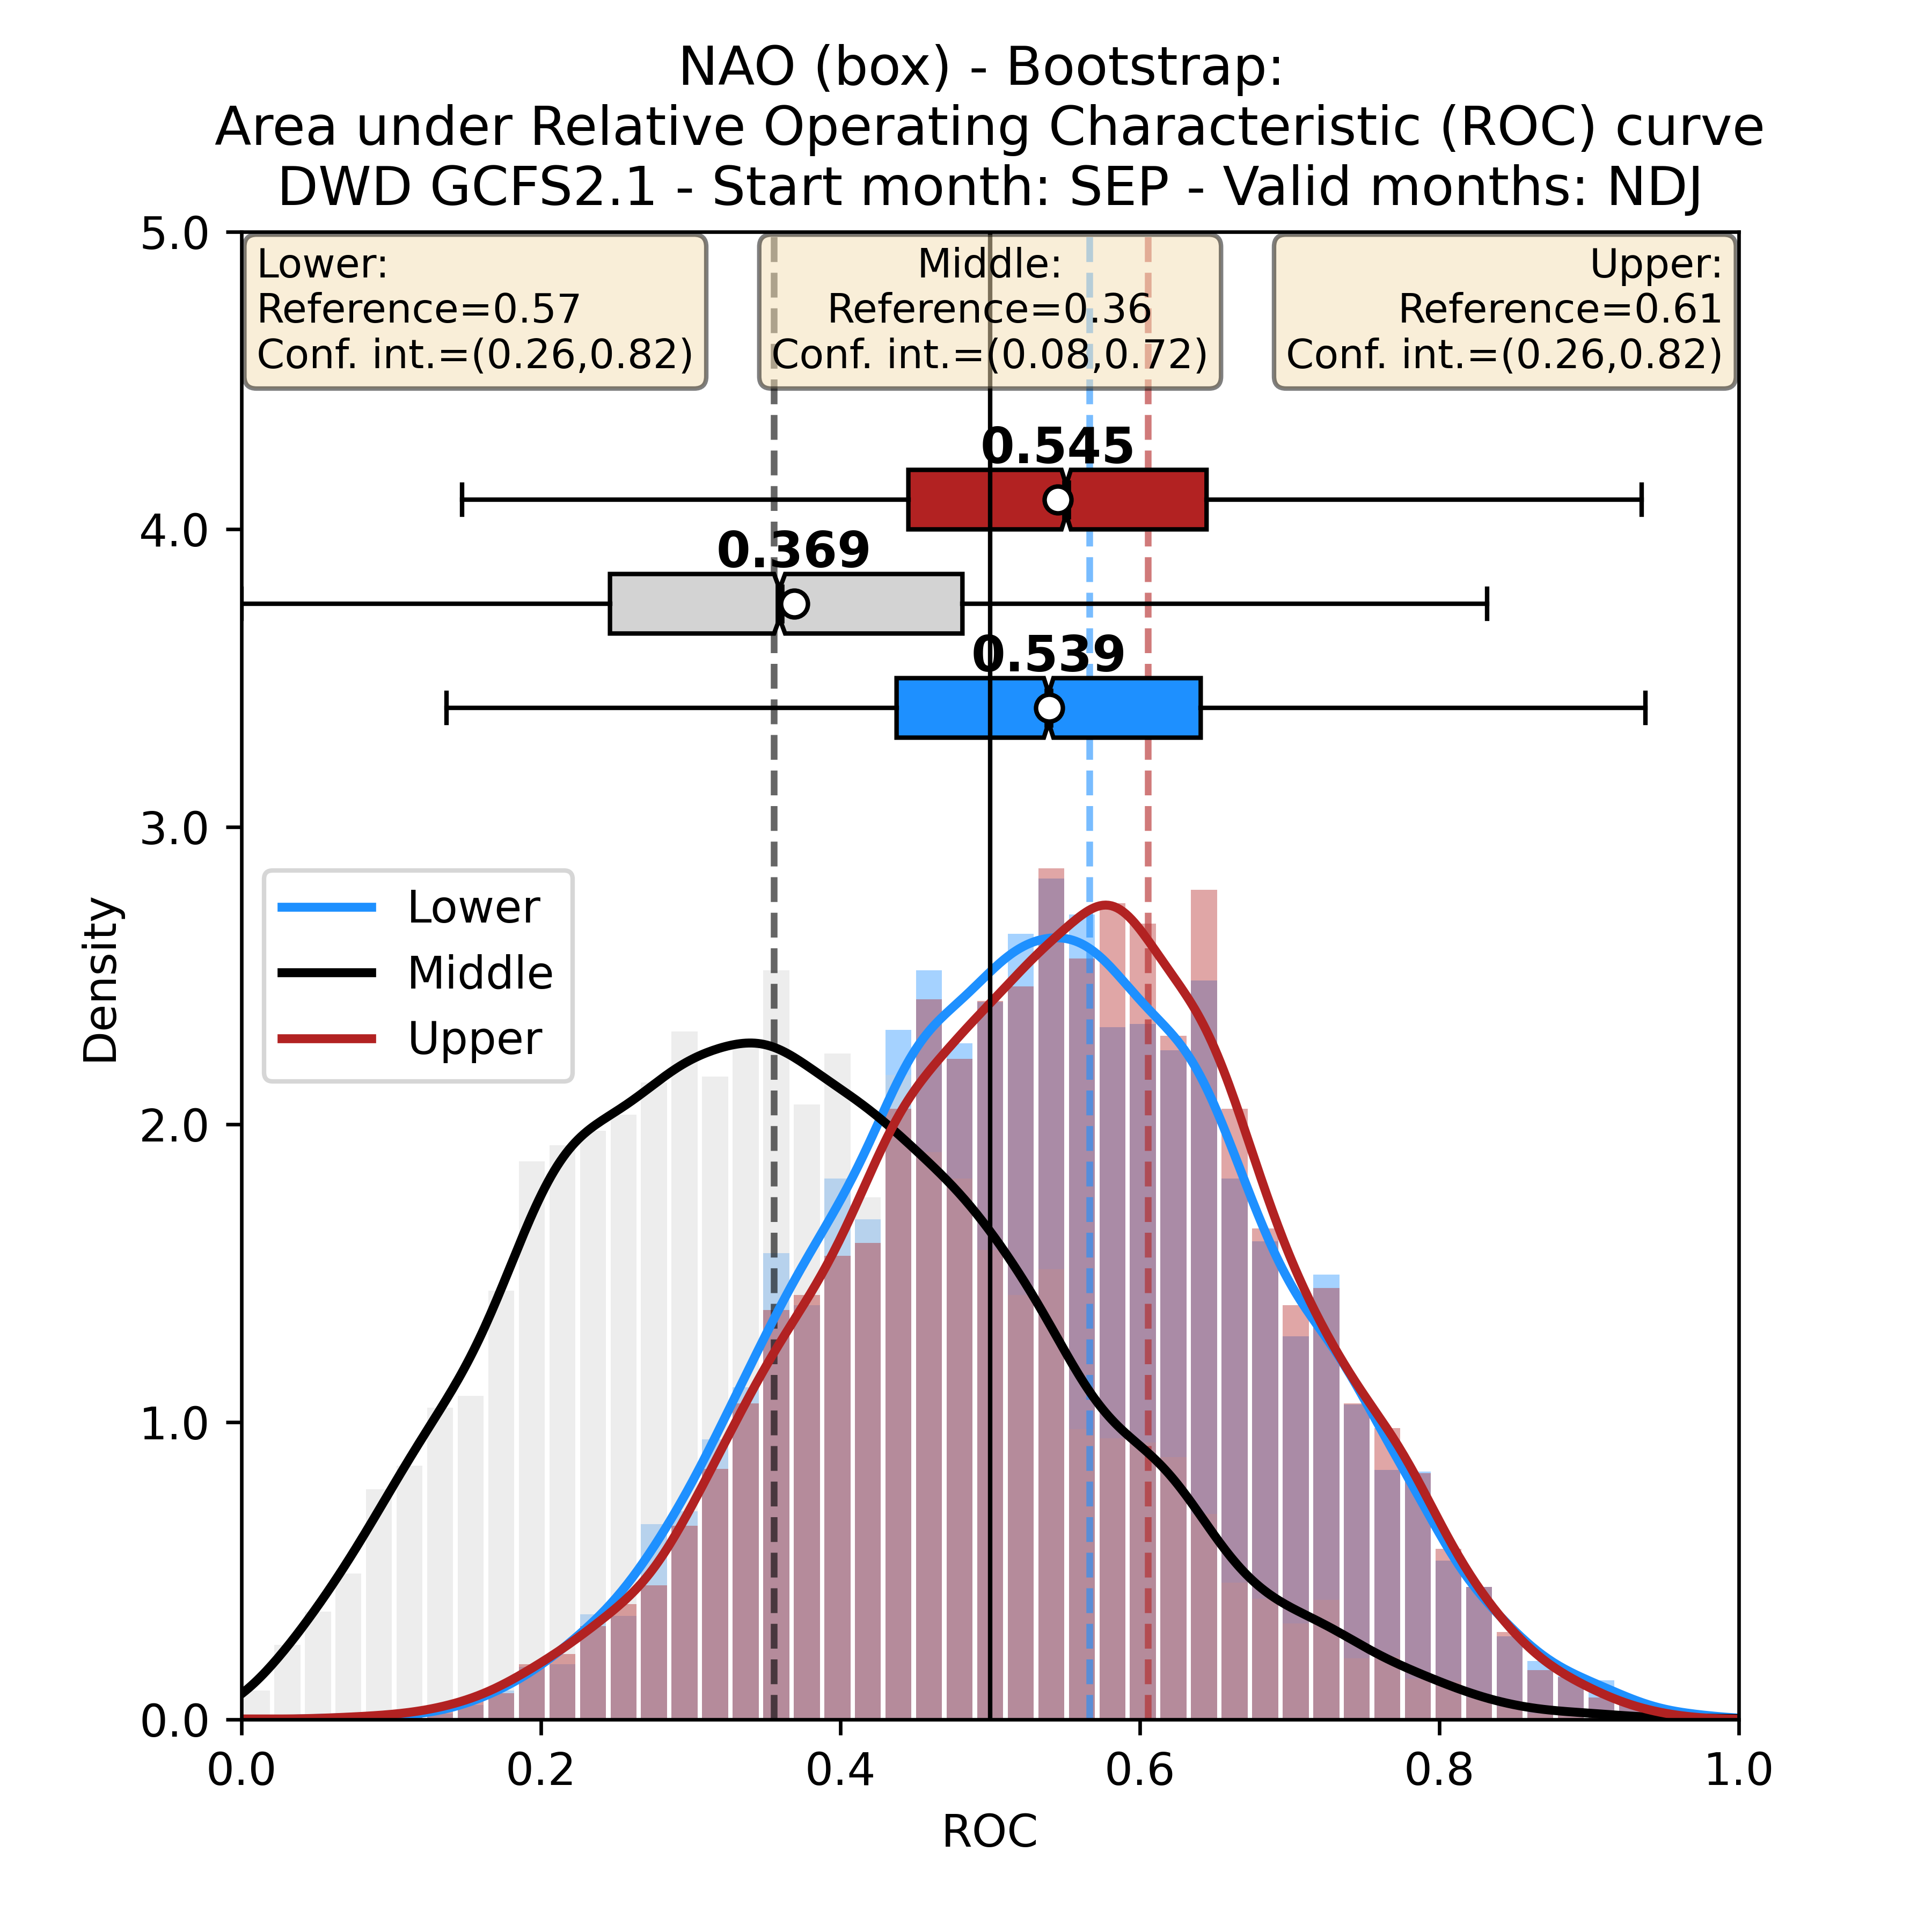 NAO (box) - Bootstrap:
Area under Relative Operating Characteristic (ROC) curve
DWD GCFS2.1 - Start month: SEP - Valid months: NDJ
Lower:
Reference=0.57
Conf. int.=(0.26,0.82)
Middle:
Reference=0.36
Conf. int.=(0.08,0.72)
Upper:
Reference=0.61
Conf. int.=(0.26,0.82)
0.545
0.369
0.539
5.0
4.0
3.0
2.0
1.0
0.0
Density
Lower
Middle
Upper
0.0 0.2 0.4 0.6 0.8 1.0
ROC